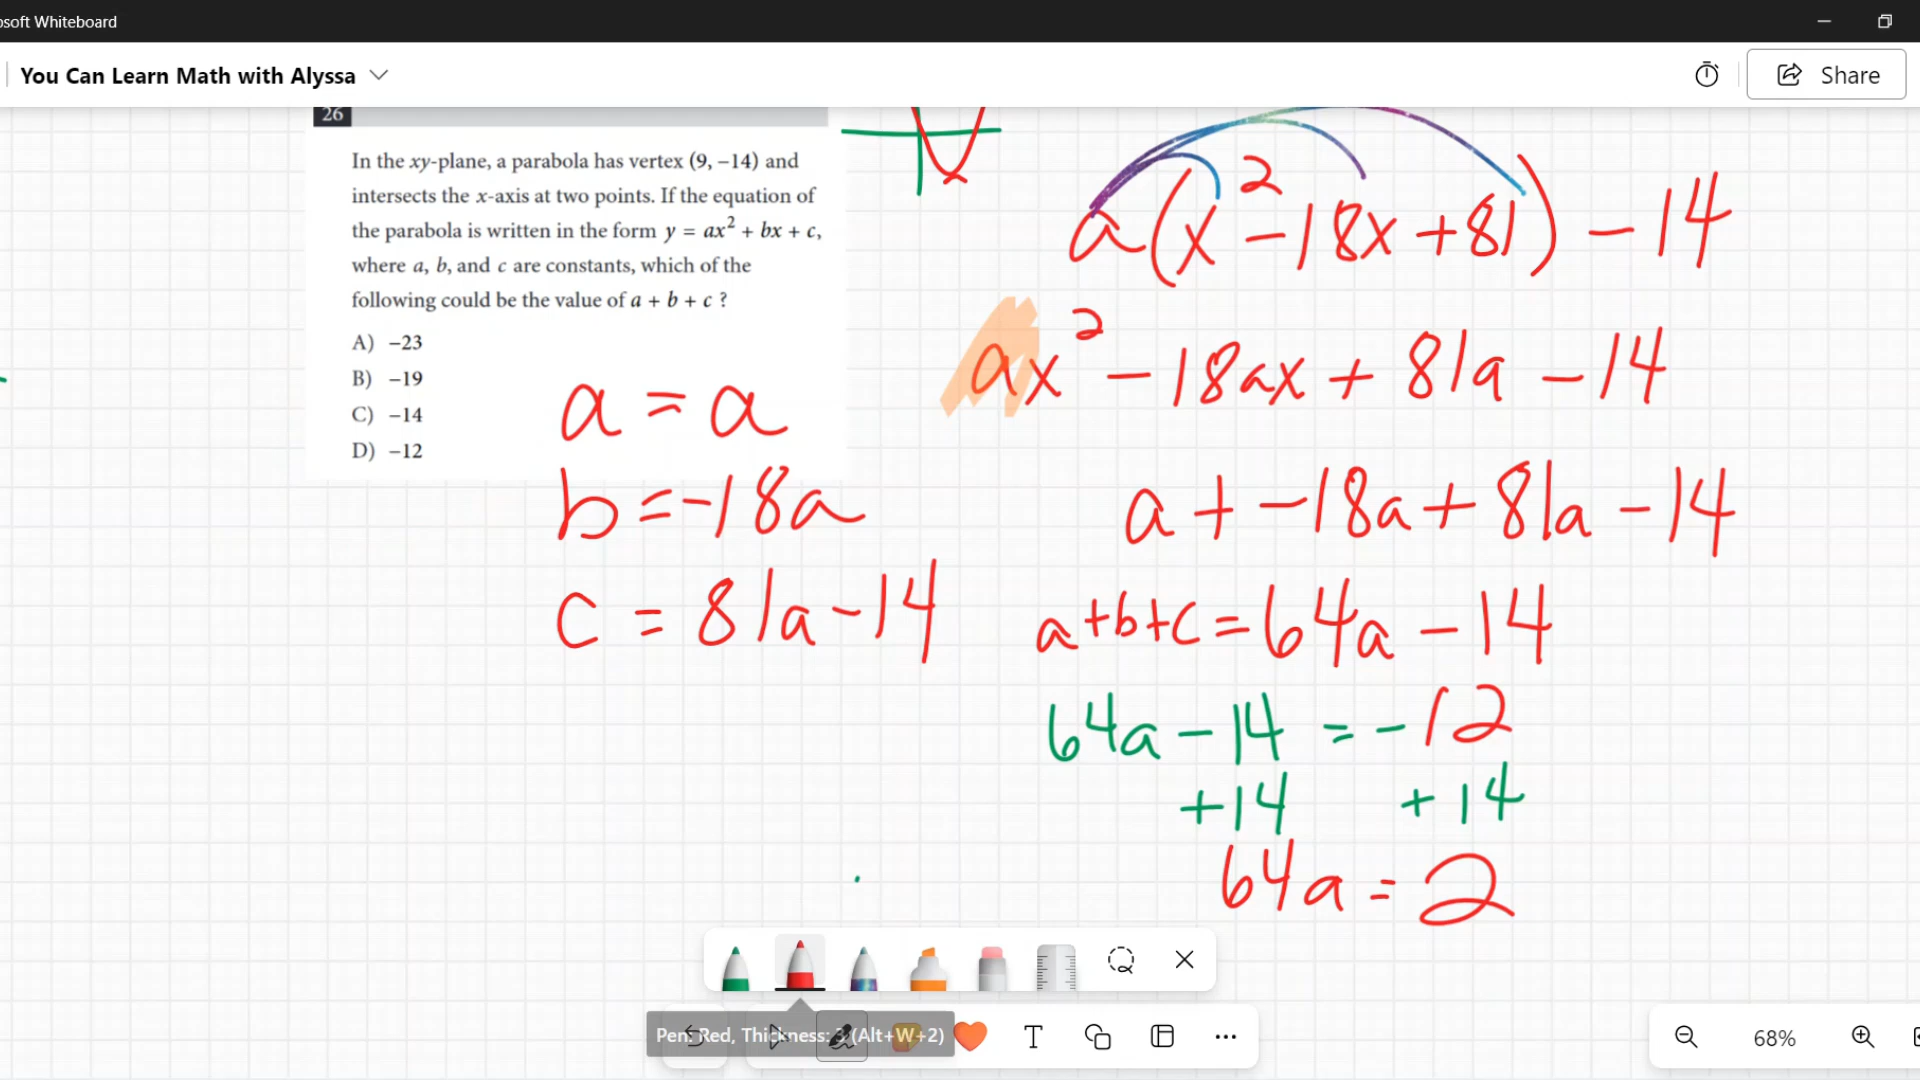 osoft Whiteboard
You Can Learn Math with Alyssa
Share
26
In the xy-plane, a parabola has vertex (9, −14) and
intersects the x-axis at two points. If the equation of
the parabola is written in the form y = ax² + bx + c,
where a, b, and c are constants, which of the
following could be the value of a + b + c ?
A) −23
B) −19
C) −14
D) −12
a = a
b = -18a
c = 81a - 14
a(x² - 18x + 81) - 14
ax² - 18ax + 81a - 14
a + -18a + 81a - 14
a+b+c = 64a - 14
64a - 14 = -12
+14 +14
64a = 2
Pen: Red, Thickness: 3 (Alt+W+2)
T
68%